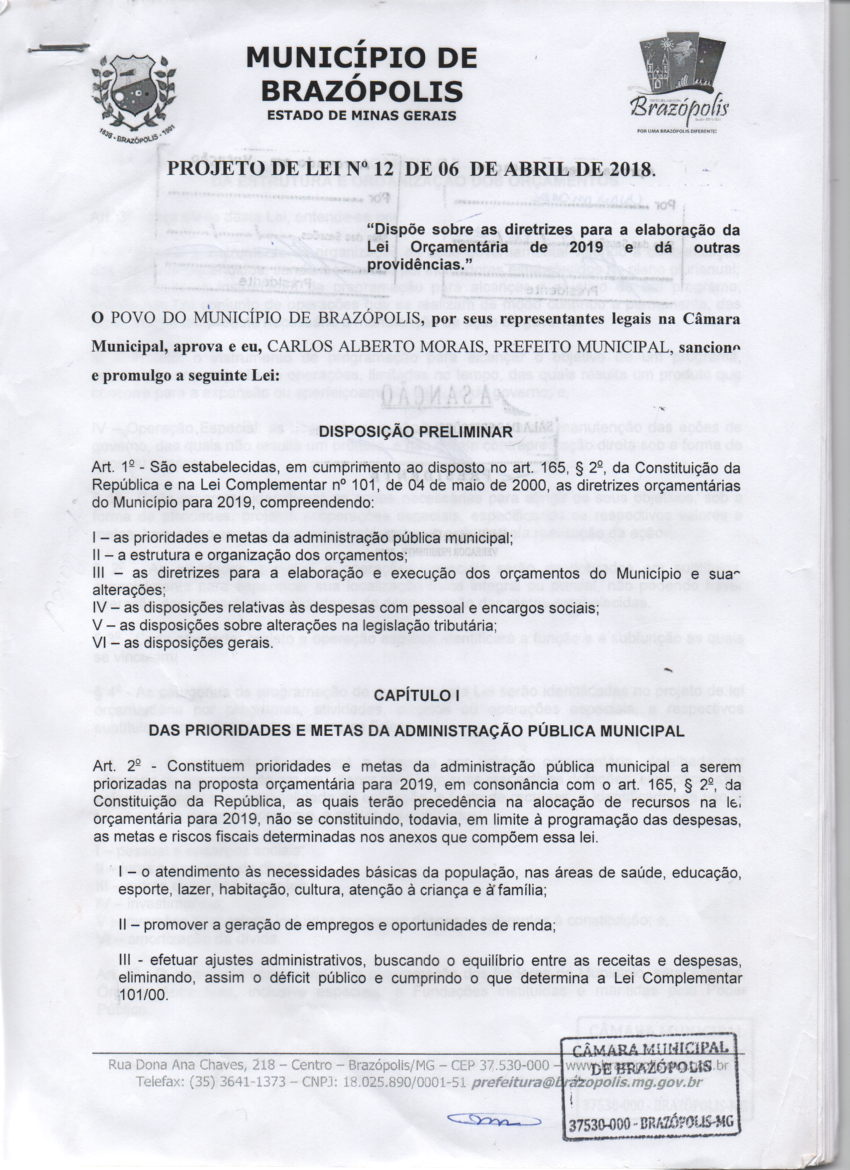 MUNICÍPIO DE
BRAZÓPOLIS
ESTADO DE MINAS GERAIS
1838 - BRAZÓPOLIS - 1901
Brazópolis
POR UMA BRAZÓPOLIS DIFERENTE!
PROJETO DE LEI Nº 12 DE 06 DE ABRIL DE 2018.
“Dispõe sobre as diretrizes para a elaboração da
Lei Orçamentária de 2019 e dá outras
providências.”
O POVO DO MUNICÍPIO DE BRAZÓPOLIS, por seus representantes legais na Câmara
Municipal, aprova e eu, CARLOS ALBERTO MORAIS, PREFEITO MUNICIPAL, sanciono
e promulgo a seguinte Lei:
DISPOSIÇÃO PRELIMINAR
Art. 1º - São estabelecidas, em cumprimento ao disposto no art. 165, § 2º, da Constituição da
República e na Lei Complementar nº 101, de 04 de maio de 2000, as diretrizes orçamentárias
do Município para 2019, compreendendo:
I – as prioridades e metas da administração pública municipal;
II – a estrutura e organização dos orçamentos;
III – as diretrizes para a elaboração e execução dos orçamentos do Município e suas
alterações;
IV – as disposições relativas às despesas com pessoal e encargos sociais;
V – as disposições sobre alterações na legislação tributária;
VI – as disposições gerais.
CAPÍTULO I
DAS PRIORIDADES E METAS DA ADMINISTRAÇÃO PÚBLICA MUNICIPAL
Art. 2º - Constituem prioridades e metas da administração pública municipal a serem
priorizadas na proposta orçamentária para 2019, em consonância com o art. 165, § 2º, da
Constituição da República, as quais terão precedência na alocação de recursos na lei
orçamentária para 2019, não se constituindo, todavia, em limite à programação das despesas,
as metas e riscos fiscais determinadas nos anexos que compõem essa lei.
I – o atendimento às necessidades básicas da população, nas áreas de saúde, educação,
esporte, lazer, habitação, cultura, atenção à criança e à família;
II – promover a geração de empregos e oportunidades de renda;
III - efetuar ajustes administrativos, buscando o equilíbrio entre as receitas e despesas,
eliminando, assim o déficit público e cumprindo o que determina a Lei Complementar
101/00.
Rua Dona Ana Chaves, 218 – Centro – Brazópolis/MG – CEP 37.530-000 – www.brazopolis.mg.gov.br
Telefax: (35) 3641-1373 – CNPJ: 18.025.890/0001-51 prefeitura@brazopolis.mg.gov.br
CÂMARA MUNICIPAL
DE BRAZÓPOLIS
37530-000 - BRAZÓPOLIS-MG